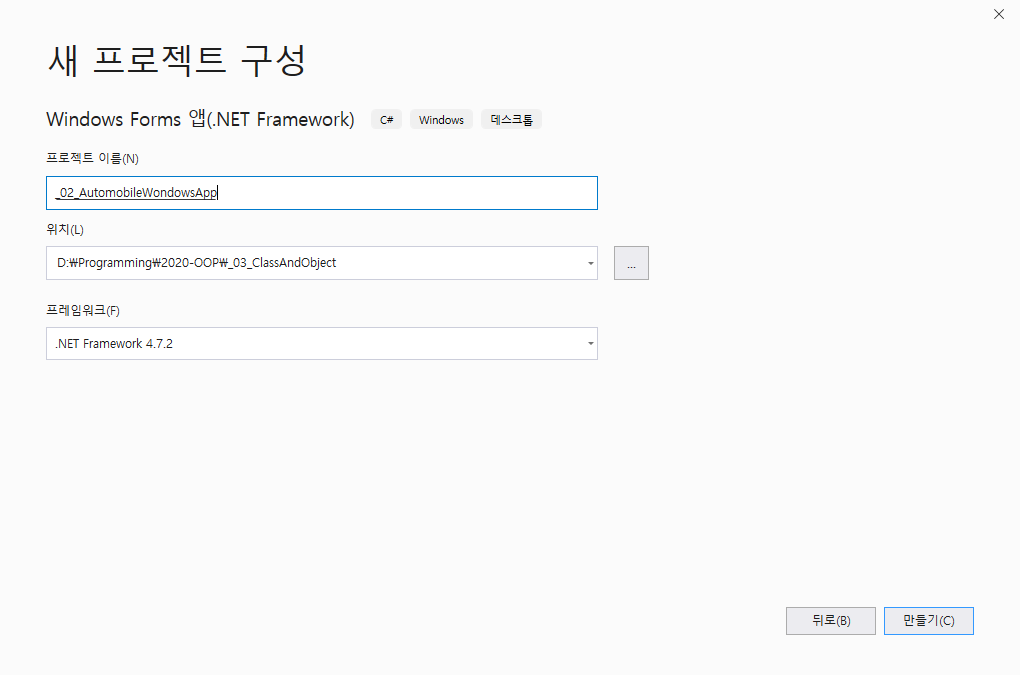 새 프로젝트 구성
Windows Forms 앱(.NET Framework) C# Windows 데스크톱
프로젝트 이름(N)
_02_AutomobileWondowsApp
위치(L)
D:₩Programming₩2020-OOP₩_03_ClassAndObject
...
프레임워크(F)
.NET Framework 4.7.2
뒤로(B) 만들기(C)